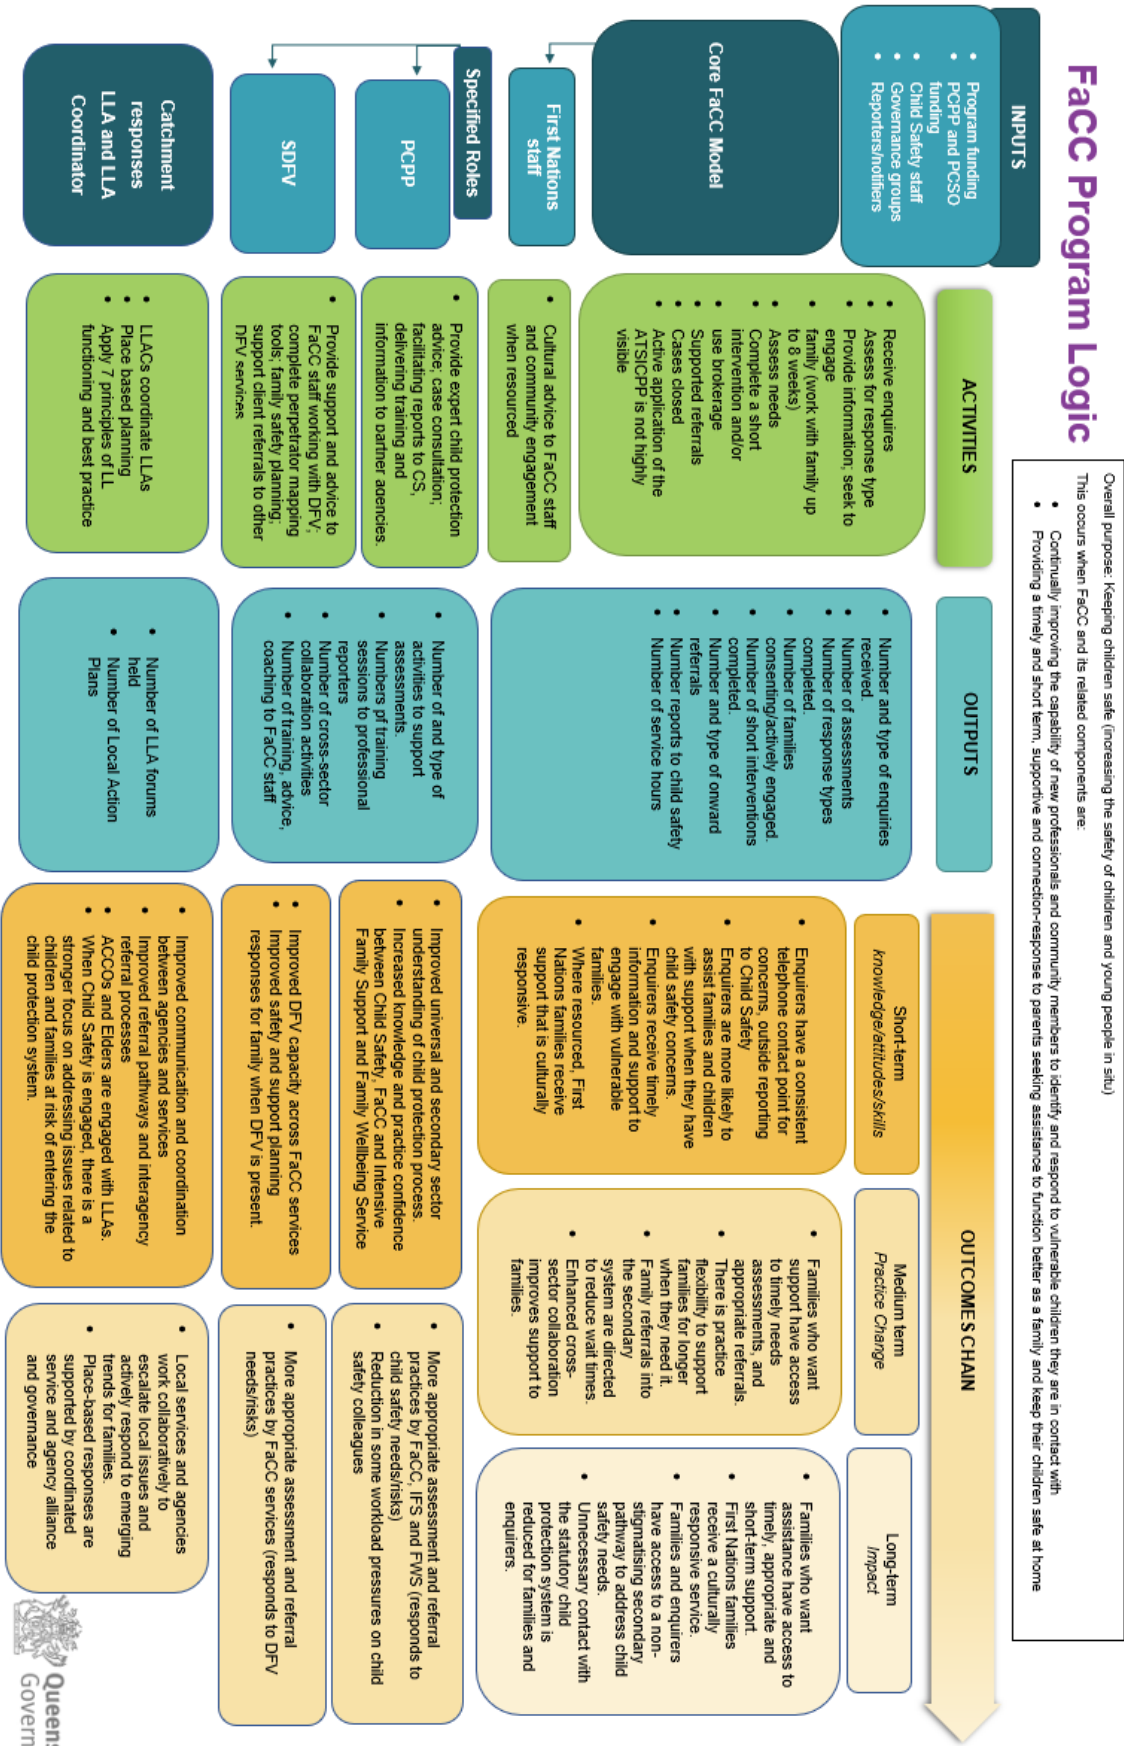 FaCC Program Logic
Overall purpose: Keeping children safe (increasing the safety of children and young people in situ)
This occurs when FaCC and its related components are:
• Continually improving the capability of new professionals and community members to identify and respond to vulnerable children they are in contact with
• Providing a timely and short term, supportive and connection-response to parents seeking assistance to function better as a family and keep their children safe at home
INPUTS
• Program funding
• PCPP and PCSO
funding
• Child Safety staff
• Governance groups
• Reporters/notifiers
ACTIVITIES
OUTPUTS
OUTCOMES CHAIN
Short-term
knowledge/attitudes/skills
Medium term
Practice Change
Long-term
Impact
Core FaCC Model
• Receive enquires
• Assess for response type
• Provide information; seek to
engage
• family (work with family up
to 8 weeks)
• Assess needs
• Complete a short
intervention and/or
• use brokerage
• Supported referrals
• Cases closed
• Active application of the
ATSICPP is not highly
visible
• Number and type of enquiries
received.
• Number of assessments
• Number of response types
completed.
• Number of families
consenting/actively engaged.
• Number of short interventions
completed.
• Number and type of onward
referrals
• Number reports to child safety
• Number of service hours
• Enquirers have a consistent
telephone contact point for
concerns, outside reporting
to Child Safety
• Enquirers are more likely to
assist families and children
with support when they have
child safety concerns.
• Enquirers receive timely
information and support to
engage with vulnerable
families.
• Where resourced, First
Nations families receive
support that is culturally
responsive.
• Families who want
support have access
to timely needs
assessments, and
appropriate referrals.
• There is practice
flexibility to support
families for longer
when they need it.
• Family referrals into
the secondary
system are directed
to reduce wait times.
• Enhanced cross-
sector collaboration
improves support to
families.
• Families who want
assistance have access to
timely, appropriate and
short-term support.
• First Nations families
receive a culturally
responsive service.
• Families and enquirers
have access to a non-
stigmatising secondary
pathway to address child
safety needs.
• Unnecessary contact with
the statutory child
protection system is
reduced for families and
enquirers.
First Nations
staff
• Cultural advice to FaCC staff
and community engagement
when resourced
Specified Roles
PCPP
• Provide expert child protection
advice; case consultation;
facilitating reports to CS,
delivering training and
information to partner agencies.
• Number of and type of
activities to support
assessments.
• Numbers pf training
sessions to professional
reporters
• Number of cross-sector
collaboration activities
• Number of training, advice,
coaching to FaCC staff
• Improved universal and secondary sector
understanding of child protection process.
• Increased knowledge and practice confidence
between Child Safety, FaCC and Intensive
Family Support and Family Wellbeing Service
• More appropriate assessment and referral
practices by FaCC, IFS and FWS (responds to
child safety needs/risks)
• Reduction in some workload pressures on child
safety colleagues
SDFV
• Provide support and advice to
FaCC staff working with DFV;
complete perpetrator mapping
tools; family safety planning;
support client referrals to other
DFV services
• Improved DFV capacity across FaCC services
• Improved safety and support planning
responses for family when DFV is present.
• More appropriate assessment and referral
practices by FaCC services (responds to DFV
needs/risks)
Catchment
responses
LLA and LLA
Coordinator
• LLACs coordinate LLAs
• Place based planning
• Apply 7 principles of LL
functioning and best practice
• Number of LLA forums
held
• Number of Local Action
Plans
• Improved communication and coordination
between agencies and services
• Improved referral pathways and interagency
referral processes
• ACCOs and Elders are engaged with LLAs.
• When Child Safety is engaged, there is a
stronger focus on addressing issues related to
children and families at risk of entering the
child protection system.
• Local services and agencies
work collaboratively to
escalate local issues and
actively respond to emerging
trends for families.
• Place-based responses are
supported by coordinated
service and agency alliance
and governance
Queens
Govern